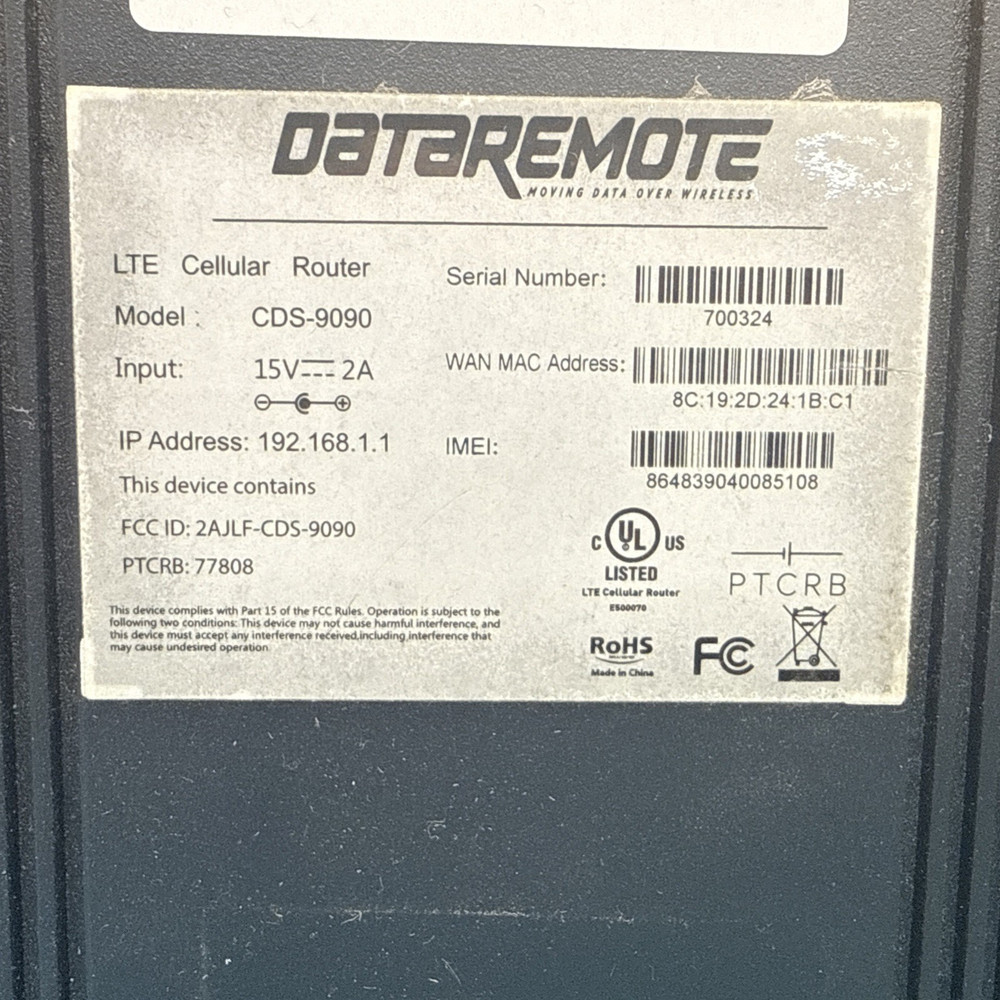 DATAREMOTE
MOVING DATA OVER WIRELESS
LTE Cellular Router
Model : CDS-9090
Input: 15V 2A
IP Address: 192.168.1.1
This device contains
FCC ID: 2AJLF-CDS-9090
PTCRB: 77808
This device complies with Part 15 of the FCC Rules. Operation is subject to the
following two conditions: This device may not cause harmful interference, and
this device must accept any interference received,including interference that
may cause undesired operation
Serial Number:
700324
WAN MAC Address:
8C:19:2D:24:1B:C1
IMEI:
864839040085108
C UL US
LISTED
LTE Cellular Router
E500070
PTCRB
RoHS
Made in China
FC